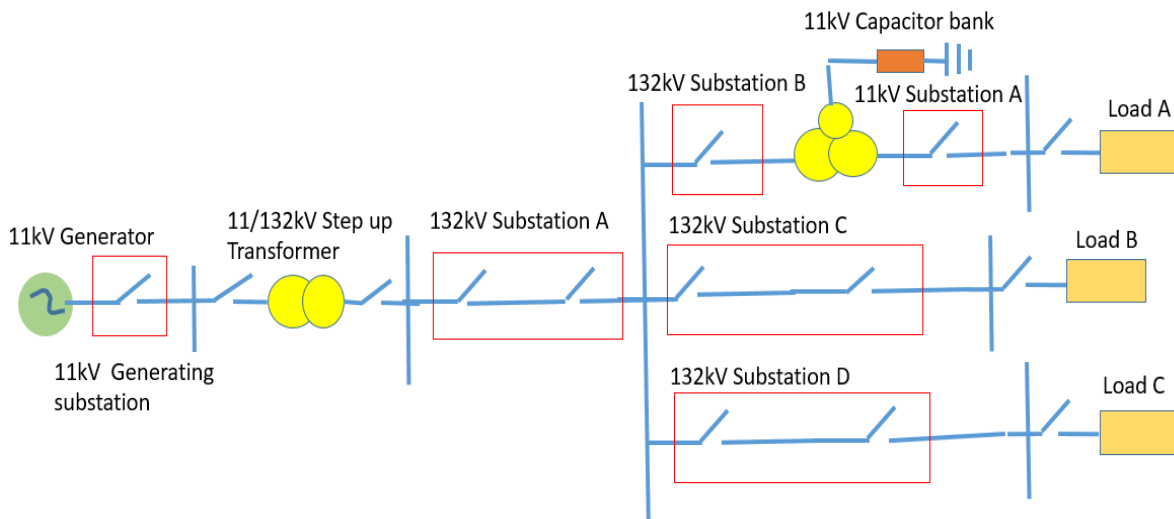 11kV Capacitor bank
132kV Substation B
11kV Substation A
Load A
11kV Generator
11/132kV Step up
Transformer
132kV Substation A
132kV Substation C
Load B
11kV  Generating
substation
132kV Substation D
Load C